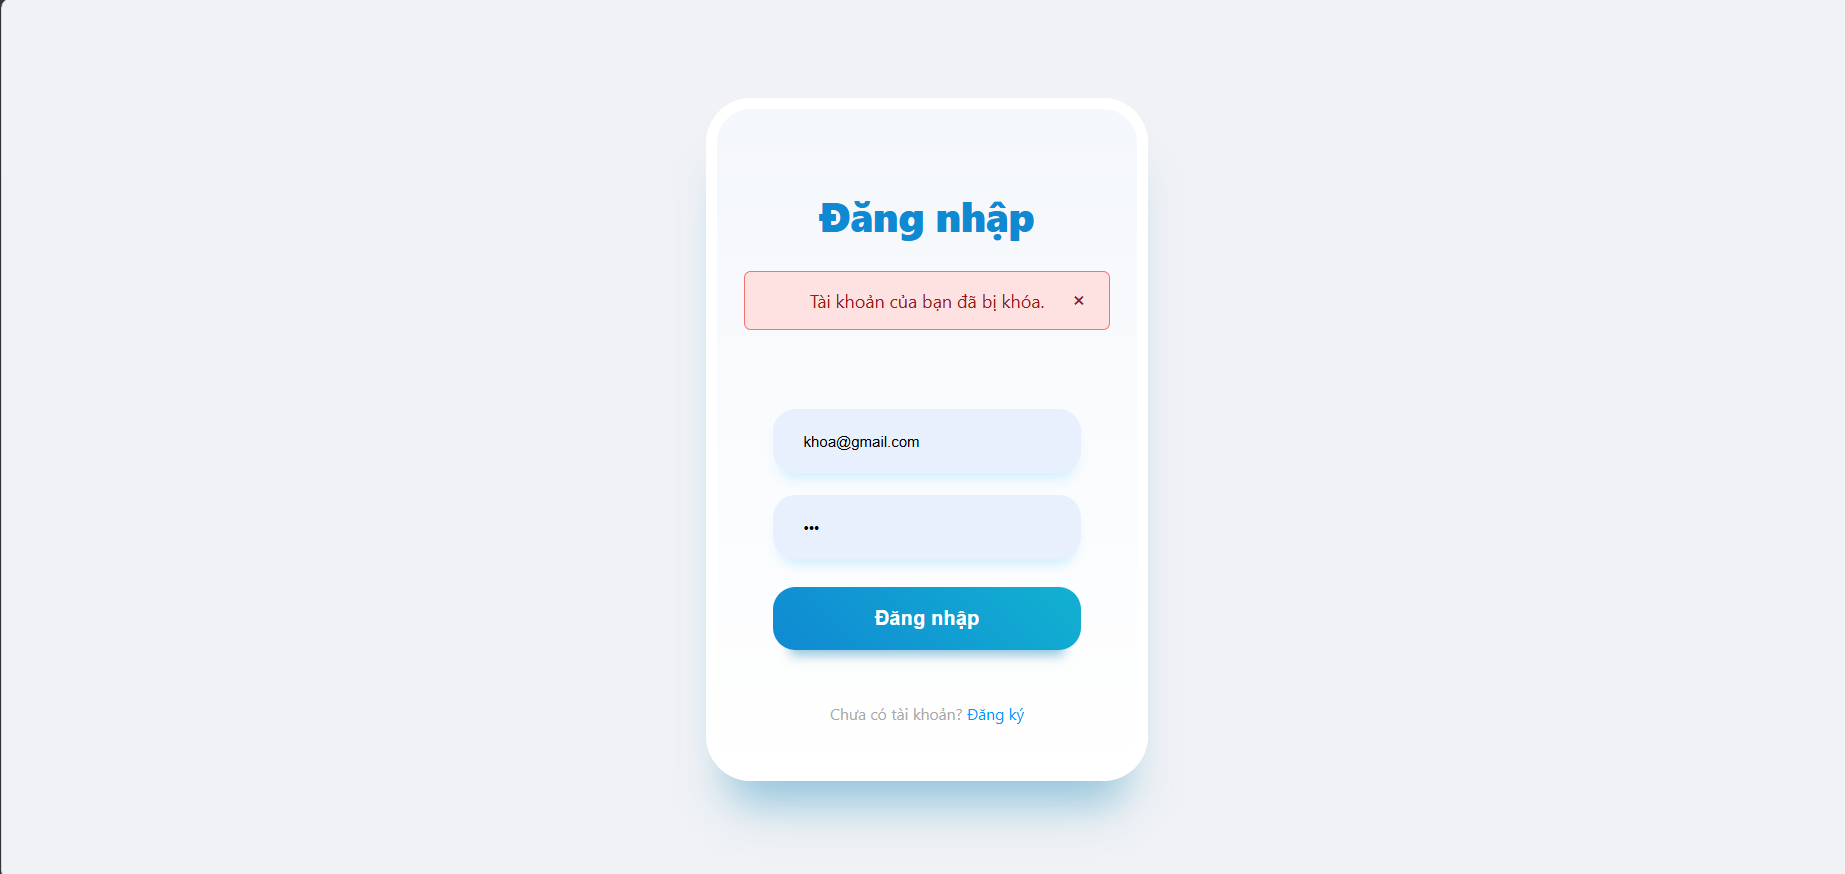 Đăng nhập
Tài khoản của bạn đã bị khóa. ×
khoa@gmail.com
•••
Đăng nhập
Chưa có tài khoản? Đăng ký